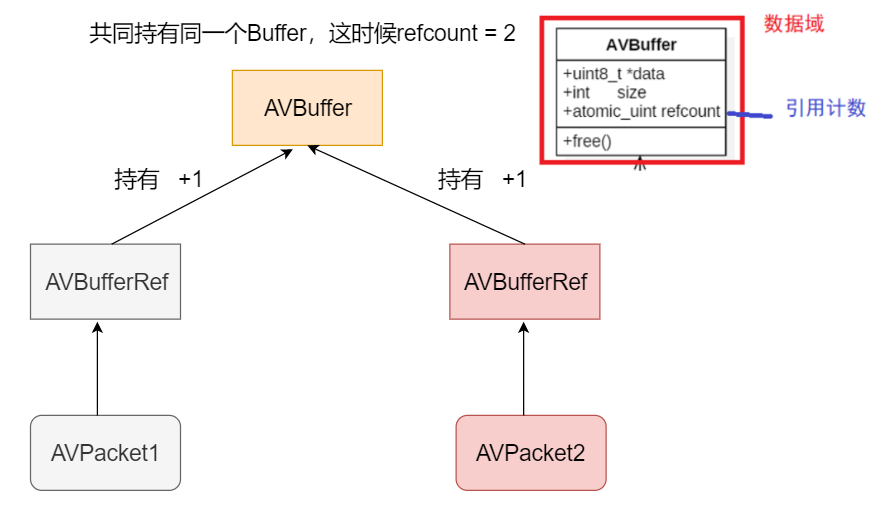 共同持有同一个Buffer，这时候refcount = 2
数据域
AVBuffer
+uint8_t *data
+int size
+atomic_uint refcount
引用计数
+free()
AVBuffer
持有 +1
持有 +1
AVBufferRef
AVBufferRef
AVPacket1
AVPacket2